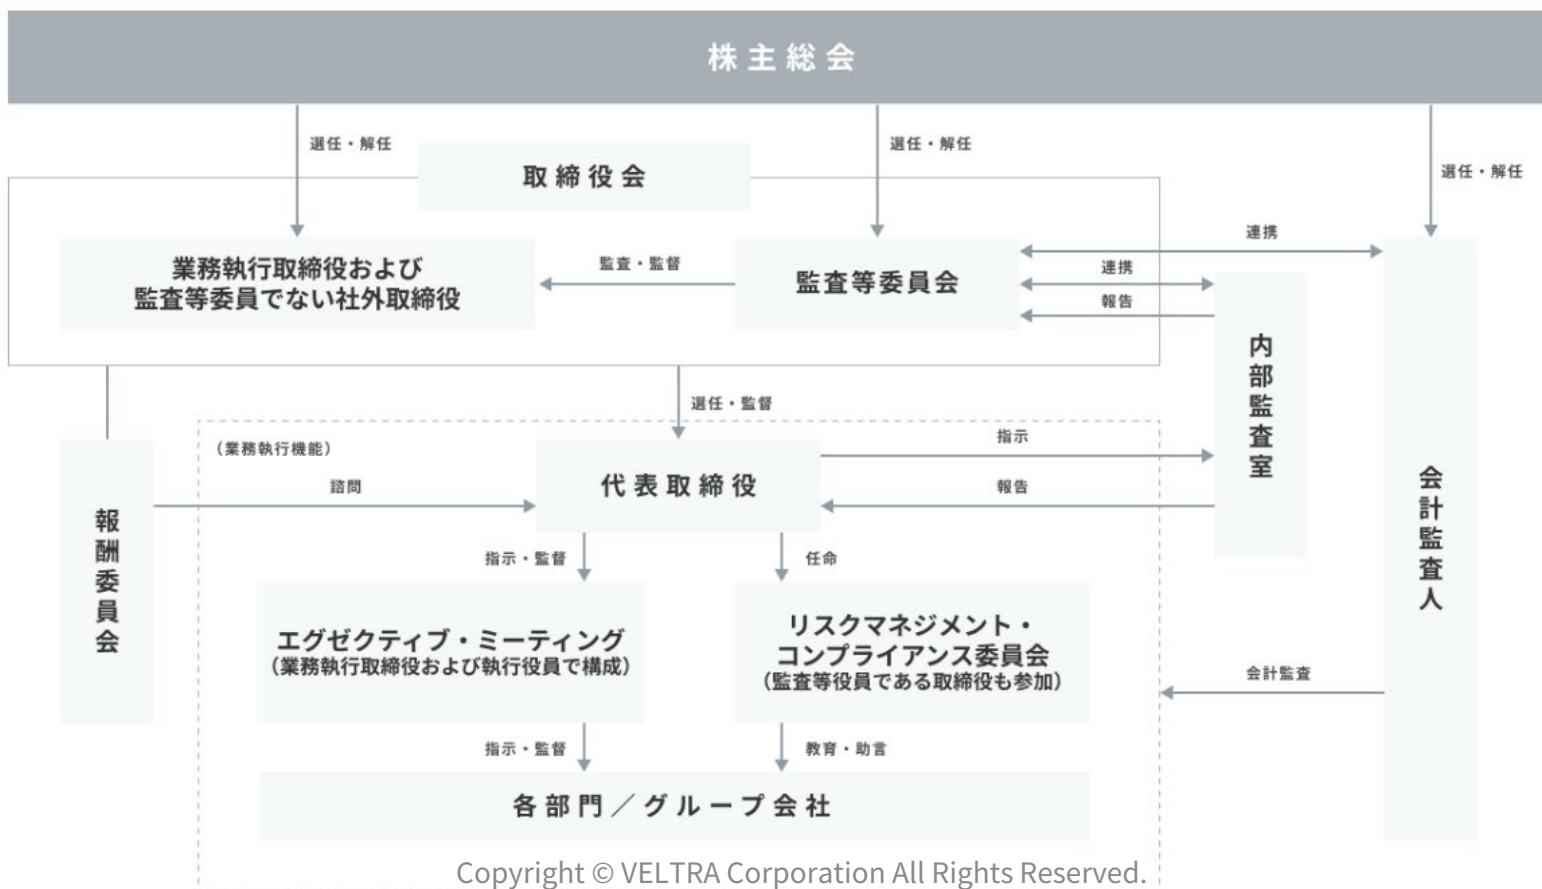 株主総会
選任・解任
選任・解任
選任・解任
取締役会
業務執行取締役および
監査等委員でない社外取締役
監査・監督
監査等委員会
連携
連携
報告
内部監査室
会計監査人
選任・監督
（業務執行機能）
代表取締役
指示
報告
諮問
報酬委員会
指示・監督
任命
エグゼクティブ・ミーティング
（業務執行取締役および執行役員で構成）
リスクマネジメント・
コンプライアンス委員会
（監査等役員である取締役も参加）
会計監査
指示・監督
教育・助言
各部門／グループ会社
Copyright © VELTRA Corporation All Rights Reserved.